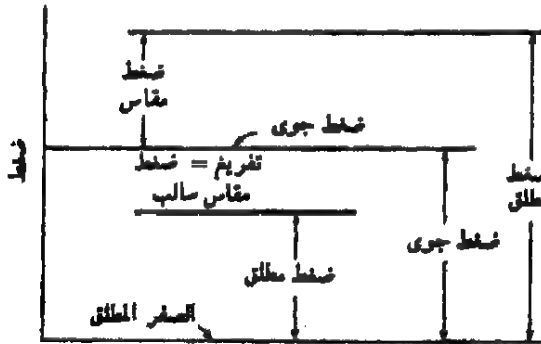 ضغط
مقاس
ضغط جوى
تفريغ = ضغط
مقاس سالب
ضغط
ضغط
مطلق
ضغط جوى
ضغط مطلق
الصفر المطلق